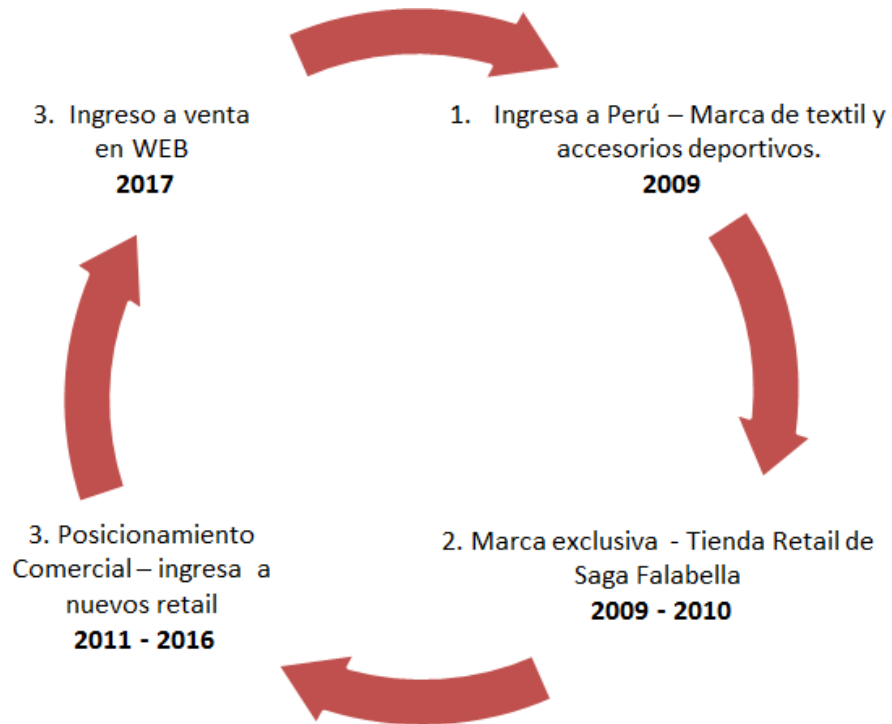 1. Ingresa a Perú – Marca de textil y
accesorios deportivos.
2009
2. Marca exclusiva - Tienda Retail de
Saga Falabella
2009 - 2010
3. Posicionamiento
Comercial – ingresa a
nuevos retail
2011 - 2016
3. Ingreso a venta
en WEB
2017